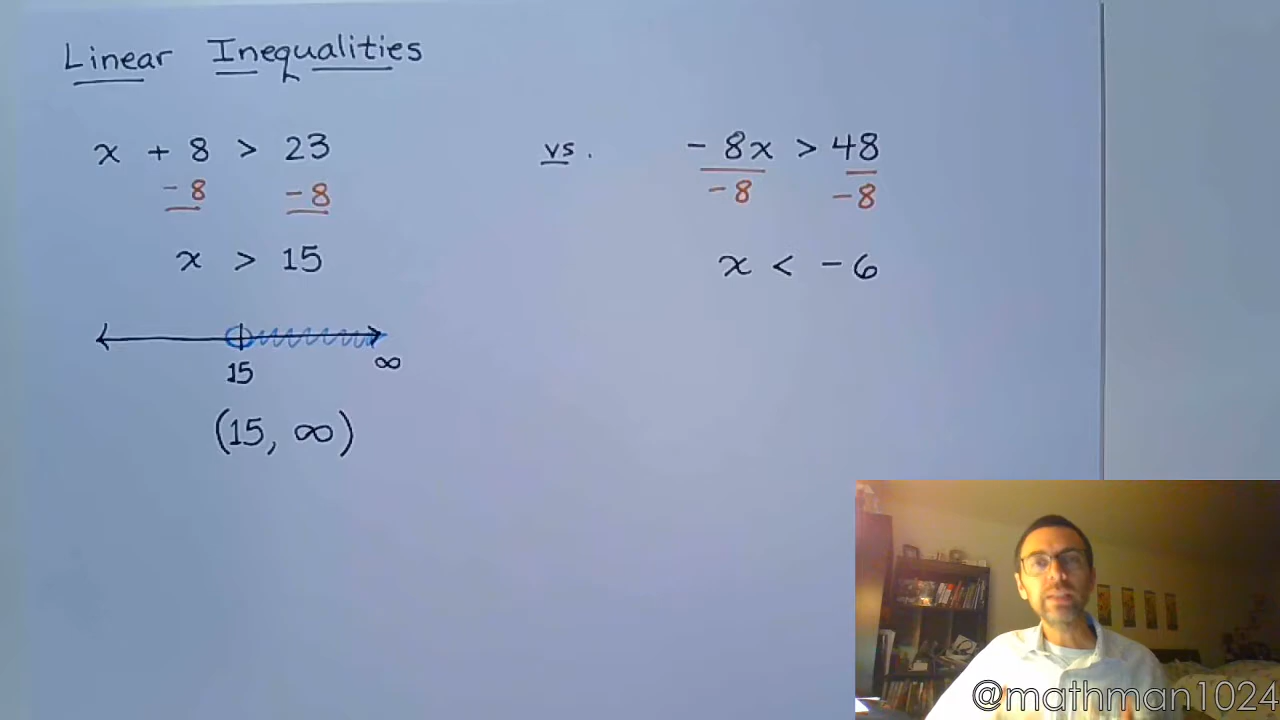 Linear Inequalities
x + 8 > 23
- 8 - 8
x > 15
15 ∞
(15, ∞)
vs.
- 8x > 48
-8 -8
x < - 6
@mathman1024